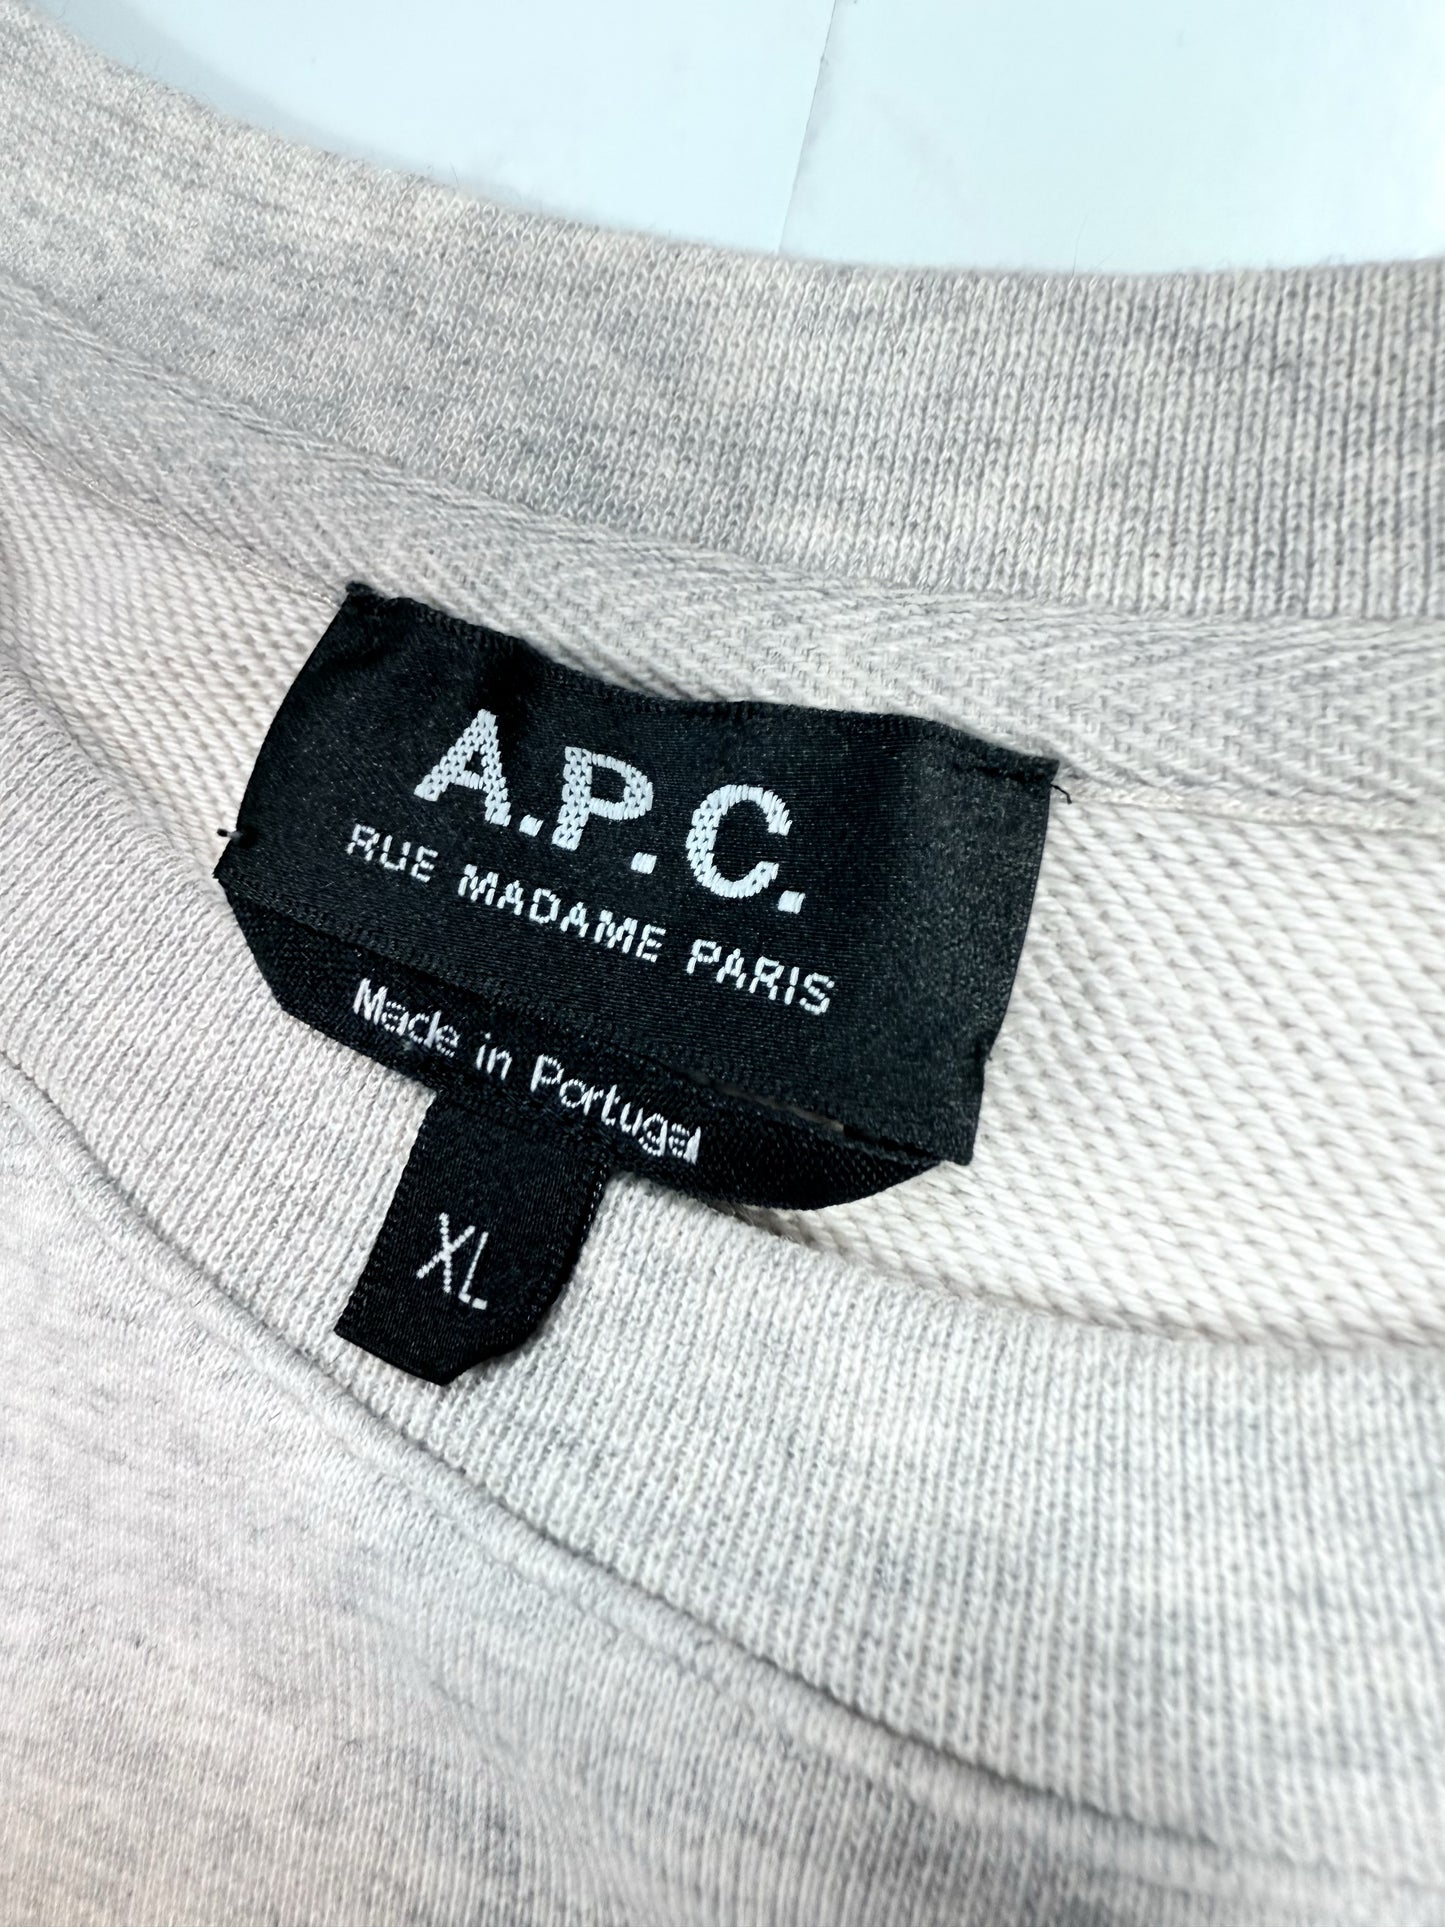 A.P.C.
RUE MADAME PARIS
Made in Portugal
XL